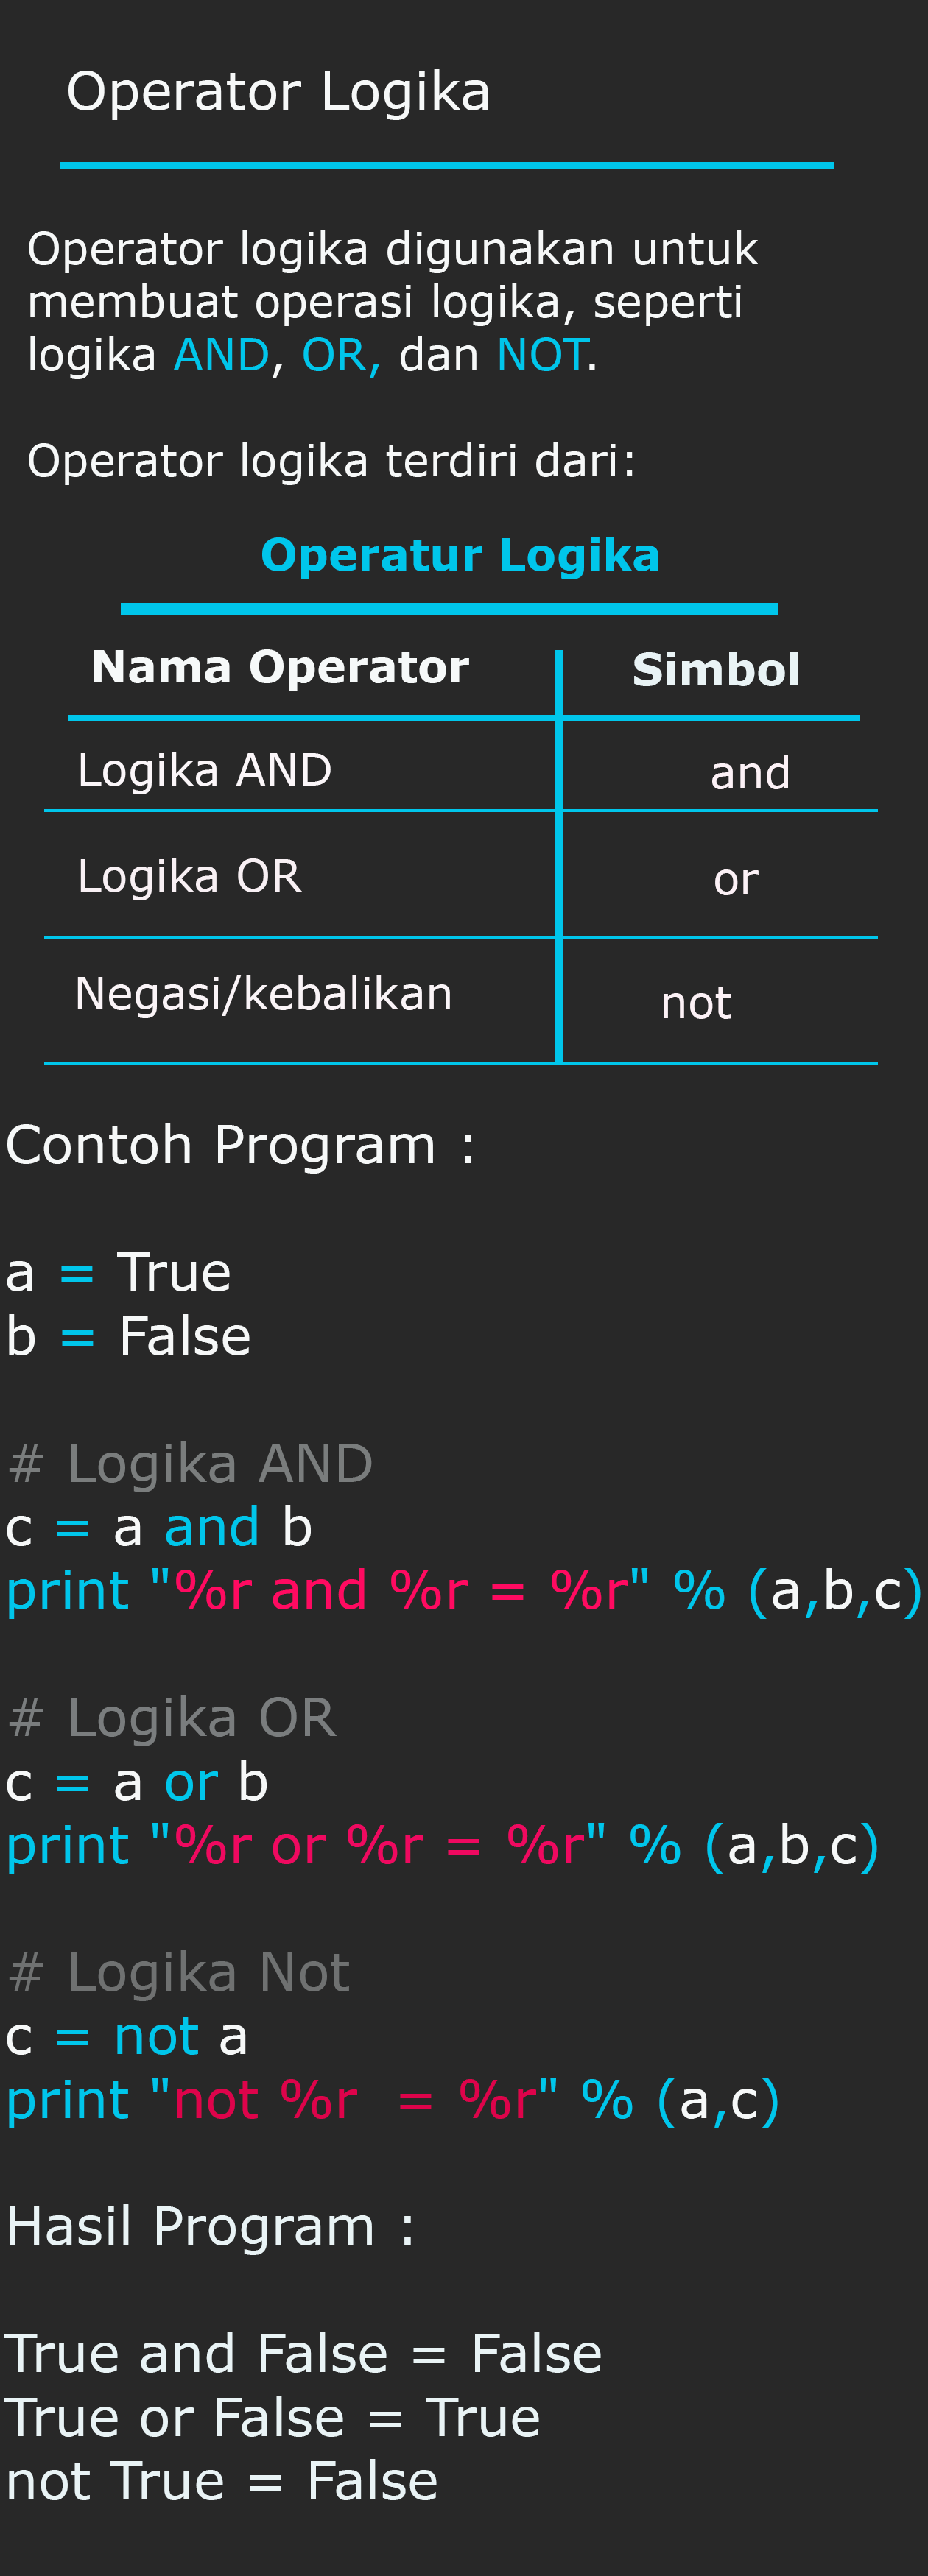 Operator Logika
Operator logika digunakan untuk
membuat operasi logika, seperti
logika AND, OR, dan NOT.
Operator logika terdiri dari:
Operatur Logika
Nama Operator Simbol
Logika AND and
Logika OR or
Negasi/kebalikan not
Contoh Program :
a = True
b = False
# Logika AND
c = a and b
print "%r and %r = %r" % (a,b,c)
# Logika OR
c = a or b
print "%r or %r = %r" % (a,b,c)
# Logika Not
c = not a
print "not %r  = %r" % (a,c)
Hasil Program :
True and False = False
True or False = True
not True = False